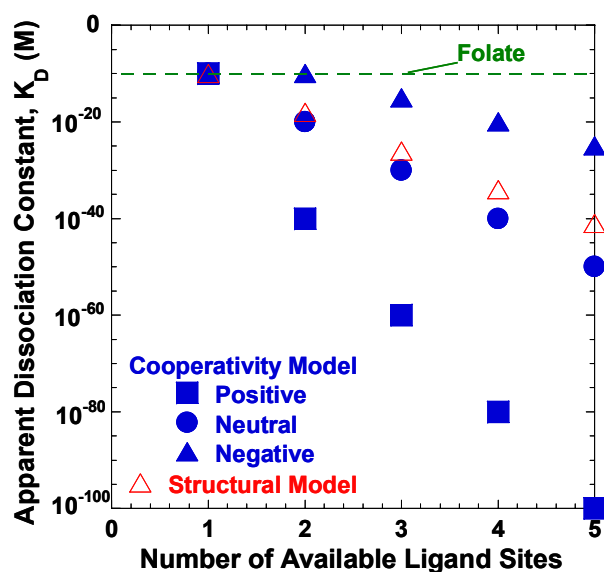 Apparent Dissociation Constant, K_D (M)
0
10^-20
10^-40
10^-60
10^-80
10^-100
Folate
Cooperativity Model
Positive
Neutral
Negative
Structural Model
0 1 2 3 4 5
Number of Available Ligand Sites